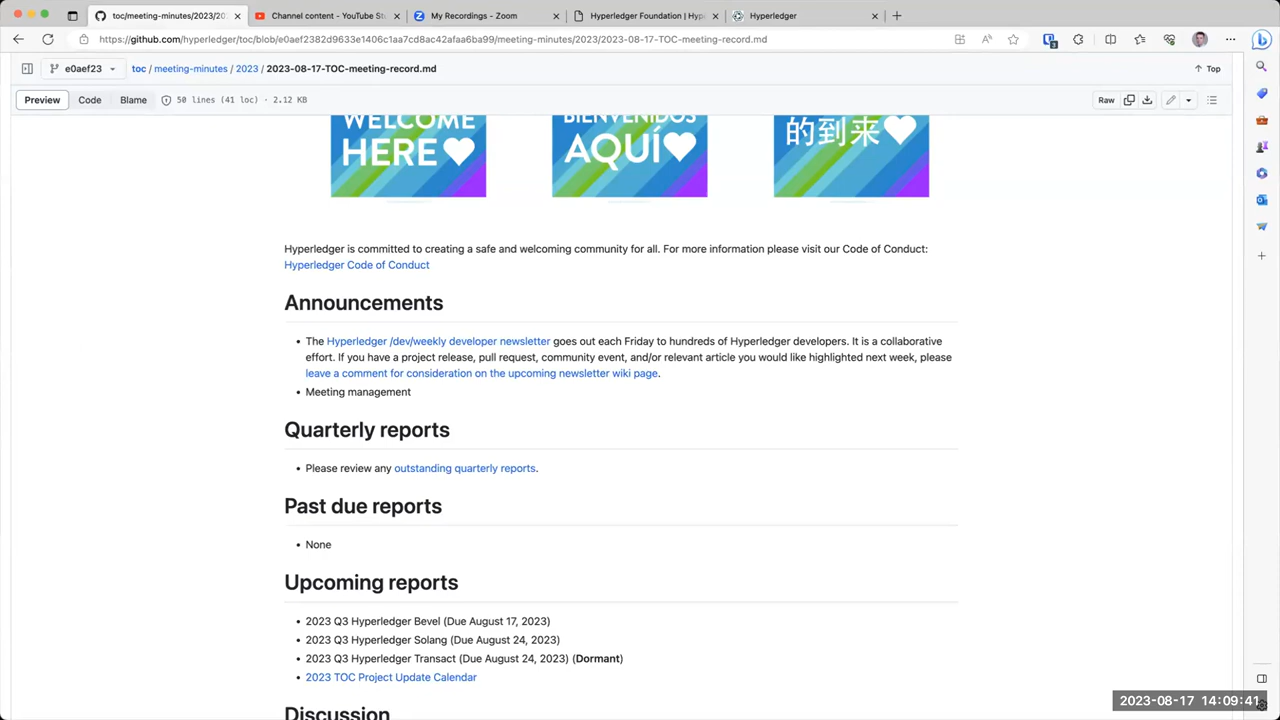 toc/meeting-minutes/2023/202
Channel content - YouTube St
My Recordings - Zoom
Hyperledger Foundation | Hyp
Hyperledger
https://github.com/hyperledger/toc/blob/e0aef2382d9633e1406c1aa7cd8ac42afaa6ba99/meeting-minutes/2023/2023-08-17-TOC-meeting-record.md
e0aef23
toc / meeting-minutes / 2023 / 2023-08-17-TOC-meeting-record.md
Top
Preview Code Blame 50 lines (41 loc) · 2.12 KB Raw
WELCOME
HERE
BIENVENIDOS
AQUÍ
的到来
Hyperledger is committed to creating a safe and welcoming community for all. For more information please visit our Code of Conduct:
Hyperledger Code of Conduct
Announcements
• The Hyperledger /dev/weekly developer newsletter goes out each Friday to hundreds of Hyperledger developers. It is a collaborative
effort. If you have a project release, pull request, community event, and/or relevant article you would like highlighted next week, please
leave a comment for consideration on the upcoming newsletter wiki page.
• Meeting management
Quarterly reports
• Please review any outstanding quarterly reports.
Past due reports
• None
Upcoming reports
• 2023 Q3 Hyperledger Bevel (Due August 17, 2023)
• 2023 Q3 Hyperledger Solang (Due August 24, 2023)
• 2023 Q3 Hyperledger Transact (Due August 24, 2023) (Dormant)
• 2023 TOC Project Update Calendar
Discussion
2023-08-17 14:09:41